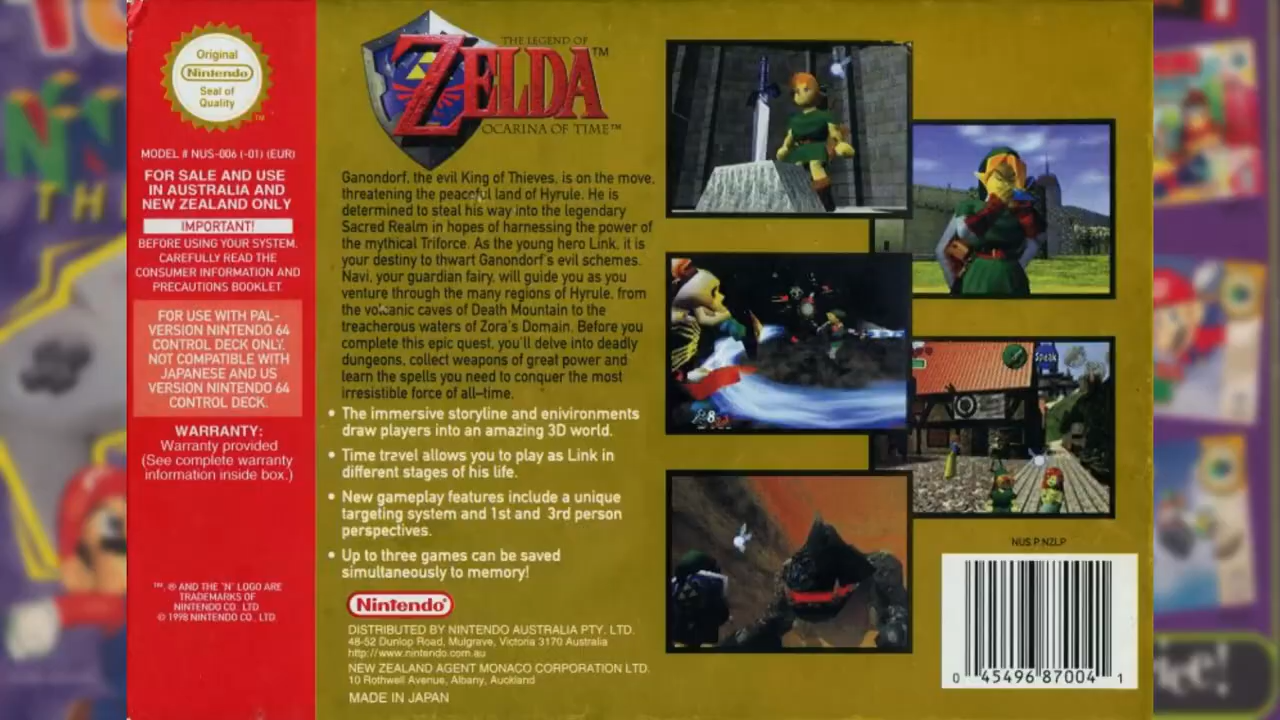 Original
Nintendo
Seal of
Quality
TM
MODEL # NUS-006 (-01) (EUR)
FOR SALE AND USE
IN AUSTRALIA AND
NEW ZEALAND ONLY
IMPORTANT!
BEFORE USING YOUR SYSTEM,
CAREFULLY READ THE
CONSUMER INFORMATION AND
PRECAUTIONS BOOKLET
FOR USE WITH PAL-
VERSION NINTENDO 64
CONTROL DECK ONLY.
NOT COMPATIBLE WITH
JAPANESE AND US
VERSION NINTENDO 64
CONTROL DECK.
WARRANTY:
Warranty provided
(See complete warranty
information inside box.)
™, ® AND THE "N" LOGO ARE
TRADEMARKS OF
NINTENDO CO. LTD
© 1998 NINTENDO CO., LTD.
THE LEGEND OF
ZELDA™
OCARINA OF TIME™
Ganondorf, the evil King of Thieves, is on the move,
threatening the peaceful land of Hyrule. He is
determined to steal his way into the legendary
Sacred Realm in hopes of harnessing the power of
the mythical Triforce. As the young hero Link, it is
your destiny to thwart Ganondorf's evil schemes.
Navi, your guardian fairy, will guide you as you
venture through the many regions of Hyrule, from
the volcanic caves of Death Mountain to the
treacherous waters of Zora's Domain. Before you
complete this epic quest, you'll delve into deadly
dungeons, collect weapons of great power and
learn the spells you need to conquer the most
irresistible force of all–time.
• The immersive storyline and enivironments
draw players into an amazing 3D world.
• Time travel allows you to play as Link in
different stages of his life.
• New gameplay features include a unique
targeting system and 1st and 3rd person
perspectives.
• Up to three games can be saved
simultaneously to memory!
Nintendo®
DISTRIBUTED BY NINTENDO AUSTRALIA PTY. LTD.
48-52 Dunlop Road, Mulgrave, Victoria 3170 Australia
http://www.nintendo.com.au
NEW ZEALAND AGENT MONACO CORPORATION LTD.
10 Rothwell Avenue, Albany, Auckland
MADE IN JAPAN
8
Speak
NUS P NZLP
0 45496 87004 1